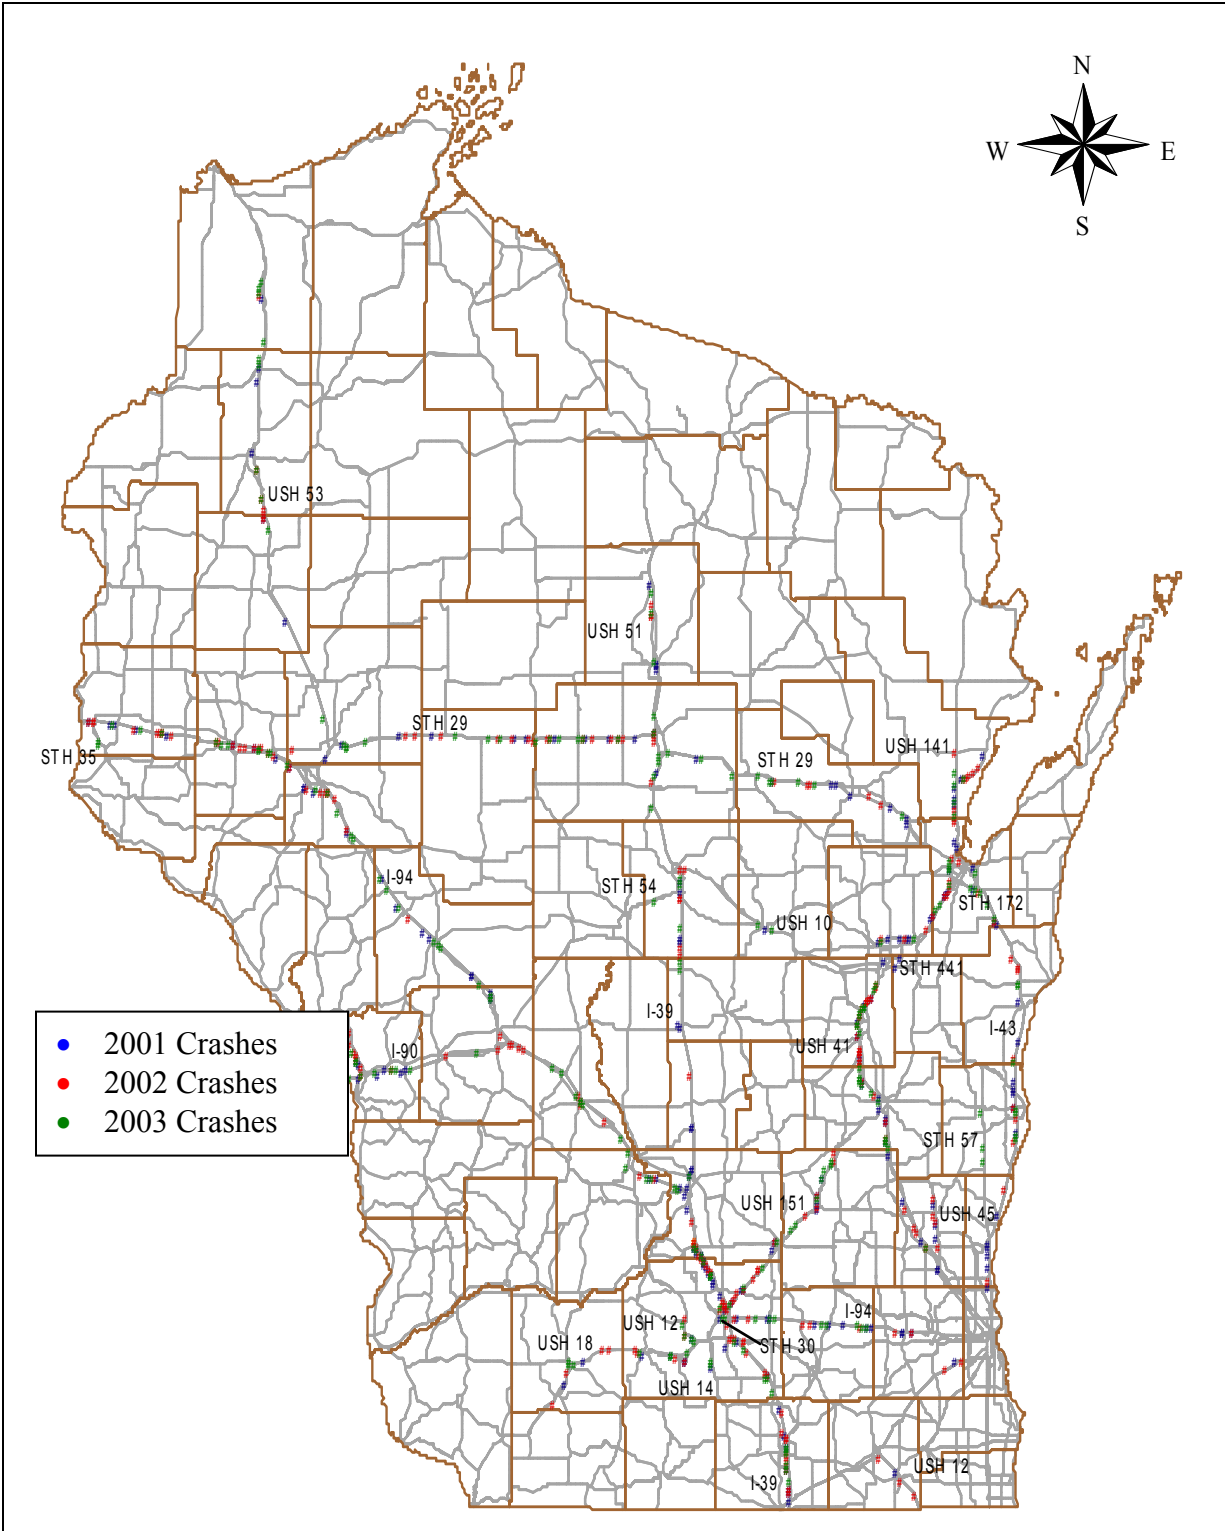 N
W E
S
USH 53
USH 51
STH 29
STH 35
USH 141
STH 29
I-94
STH 54
STH 172
USH 10
STH 441
I-39
I-43
USH 41
I-90
2001 Crashes
2002 Crashes
2003 Crashes
STH 57
USH 151
USH 45
I-94
USH 12
USH 18
STH 30
USH 14
USH 12
I-39